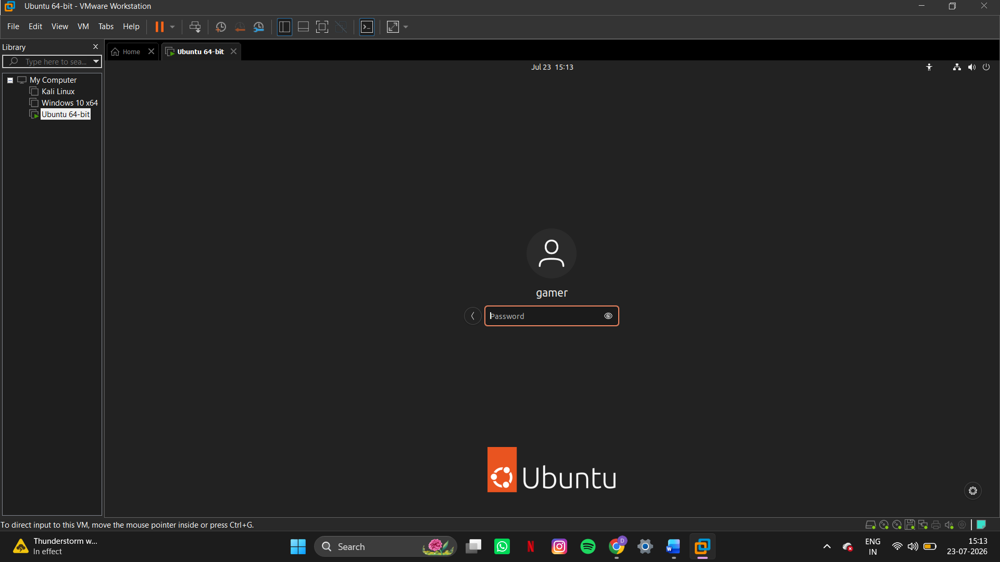 Ubuntu 64-bit - VMware Workstation
File Edit View VM Tabs Help
Library
Home
Ubuntu 64-bit
Type here to sea...
Jul 23 15:13
My Computer
Kali Linux
Windows 10 x64
Ubuntu 64-bit
gamer
Password
Ubuntu
To direct input to this VM, move the mouse pointer inside or press Ctrl+G.
Thunderstorm w...
In effect
Search
D
ENG
IN
15:13
23-07-2026